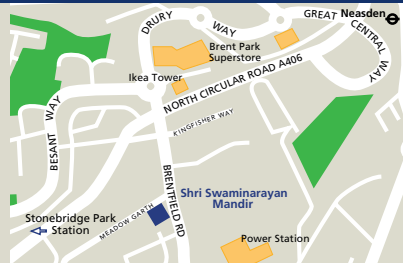 DRURY
WAY
GREAT
CENTRAL
WAY
Neasden
Brent Park
Superstore
Ikea Tower
NORTH CIRCULAR ROAD A406
KINGFISHER WAY
BESANT WAY
BRENTFIELD RD
Shri Swaminarayan
Mandir
MEADOW GARTH
Stonebridge Park
Station
Power Station